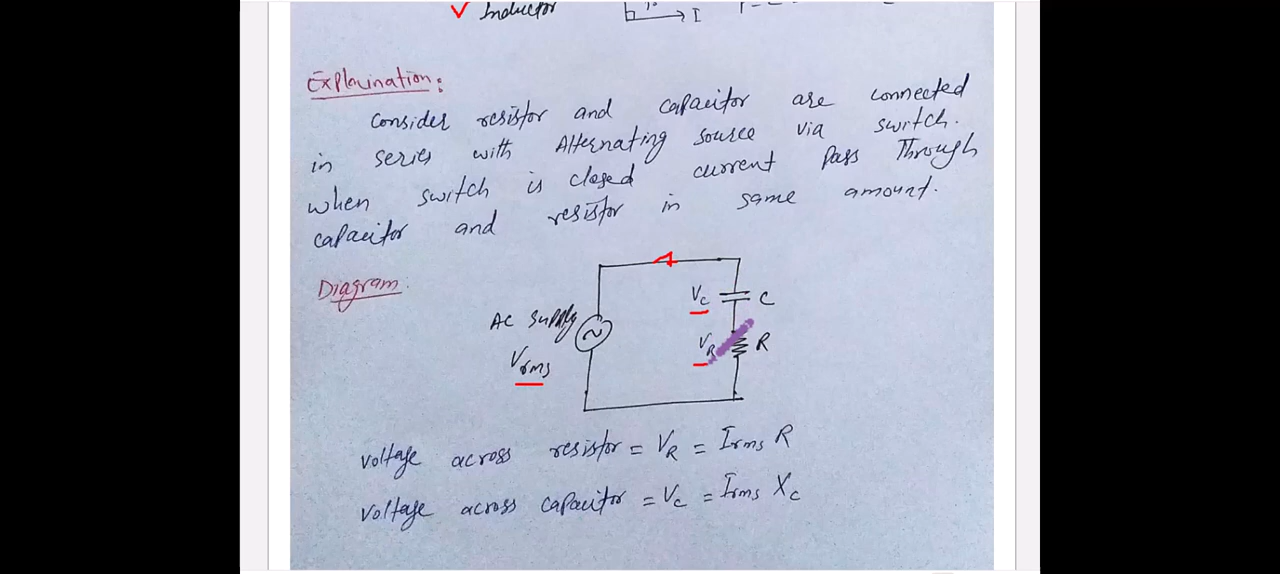 ✓ Inductor
I
Explaination:
Consider resistor and capacitor are connected
in series with Alternating source via switch.
when switch is closed current pass Through
capacitor and resistor in same amount.
Diagram:
Vc C
AC supply
VR R
Vrms
voltage across resistor = VR = Irms R
voltage across capacitor = Vc = Irms Xc